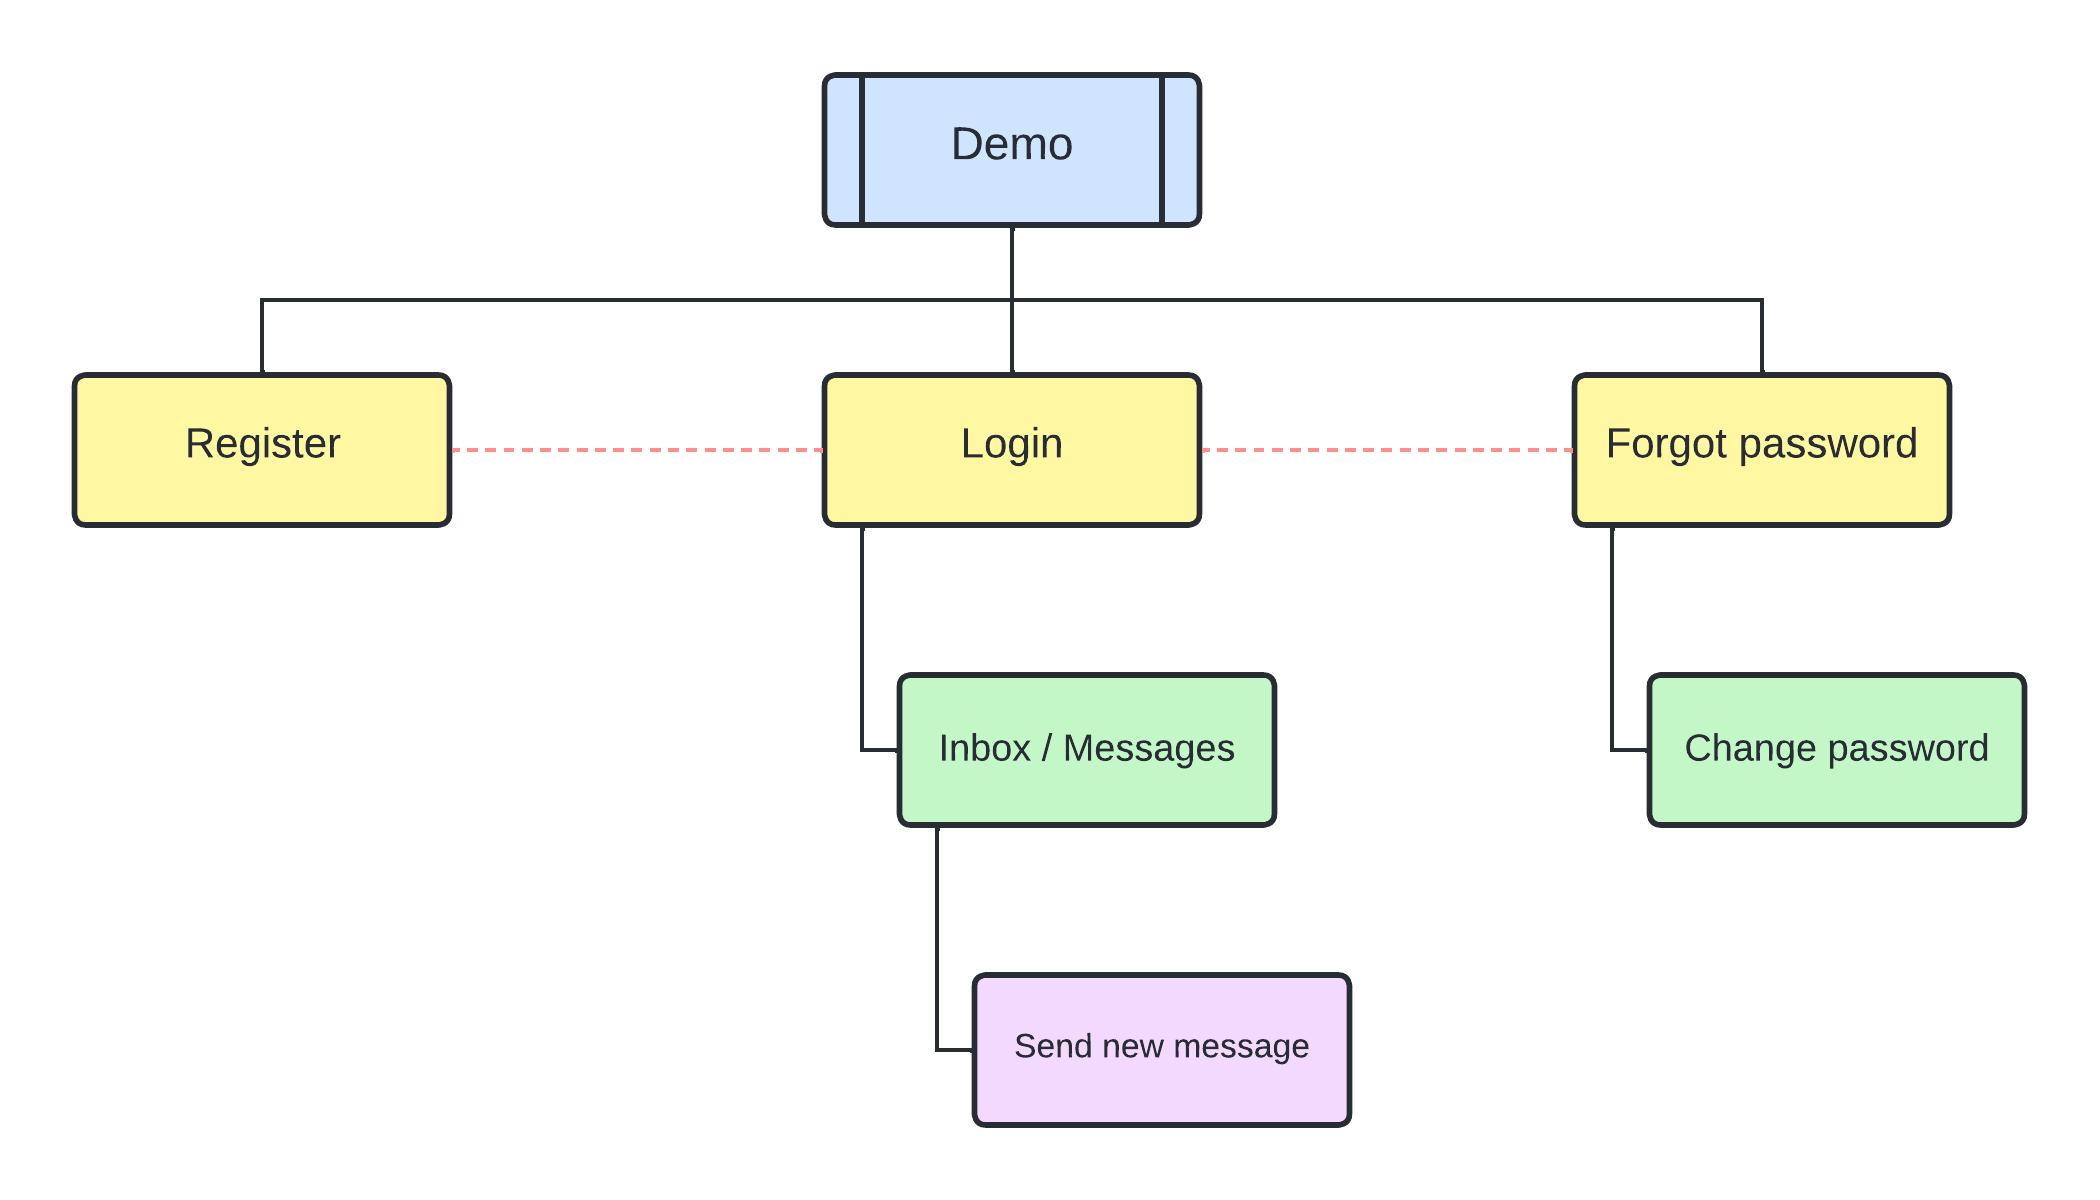 Demo
Register
Login
Forgot password
Inbox / Messages
Change password
Send new message